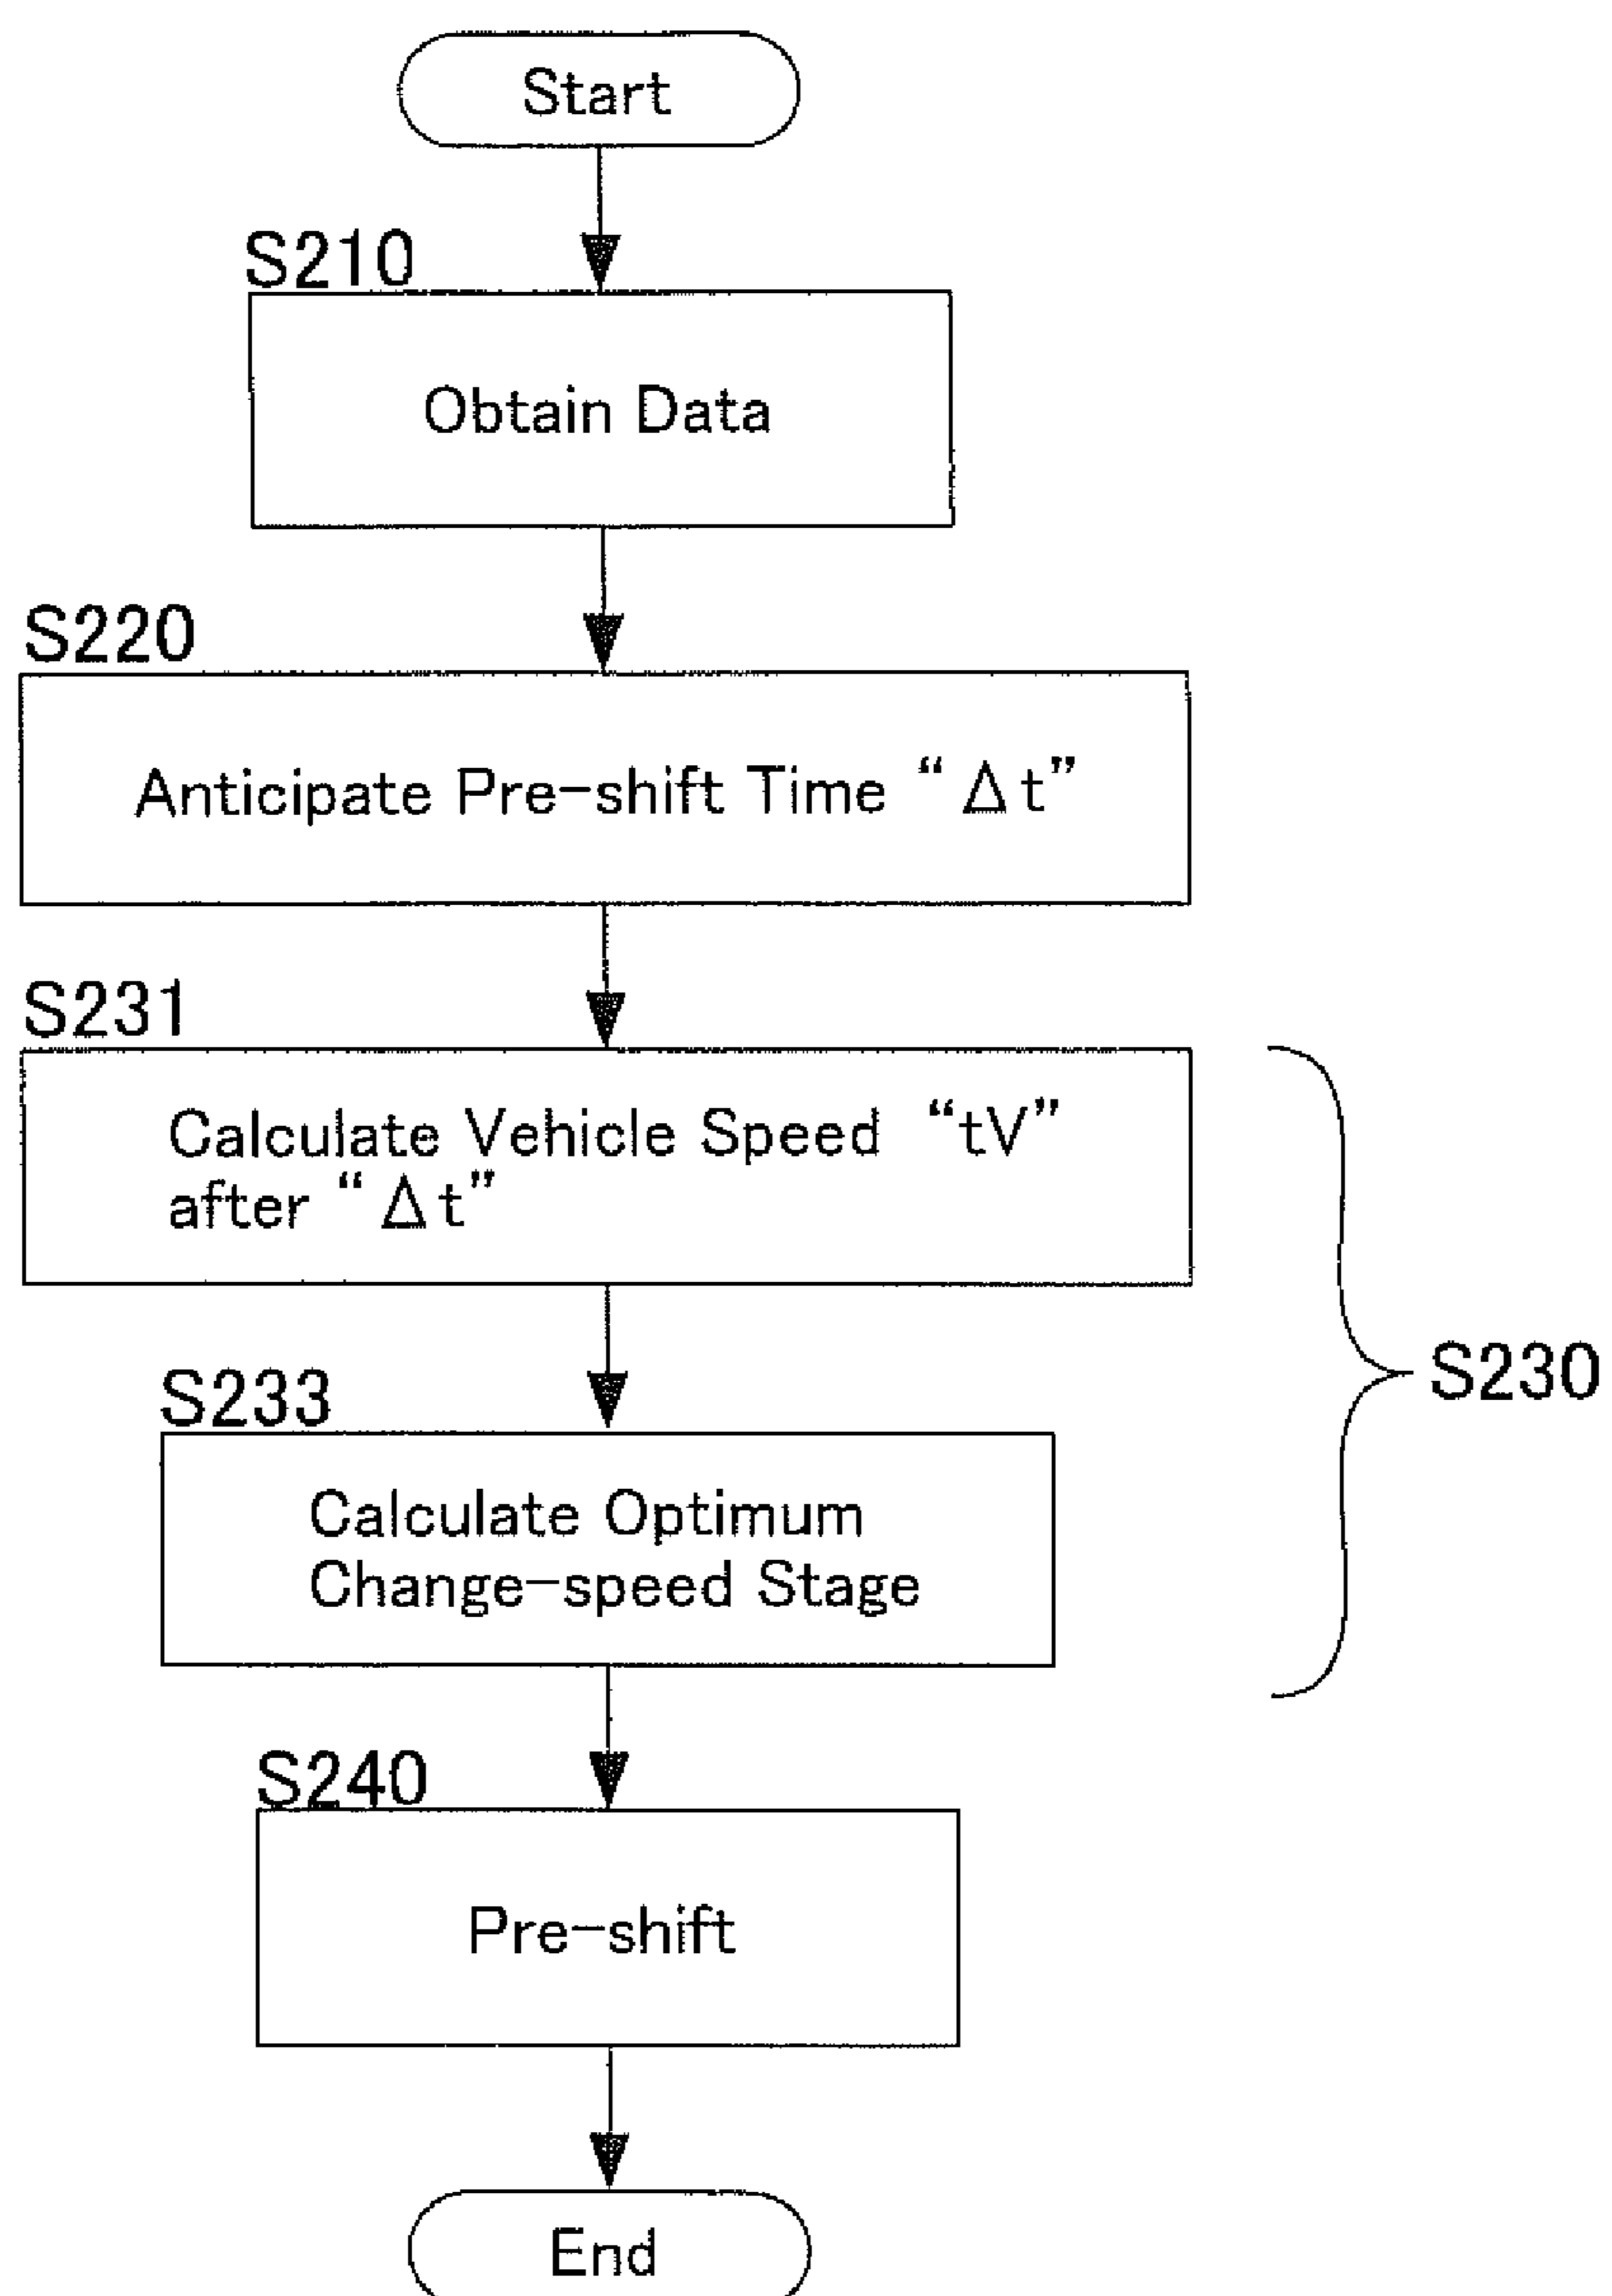 Start
S210
Obtain Data
S220
Anticipate Pre-shift Time “Δt”
S231
Calculate Vehicle Speed “tV”
after “Δt”
S230
S233
Calculate Optimum
Change-speed Stage
S240
Pre-shift
End